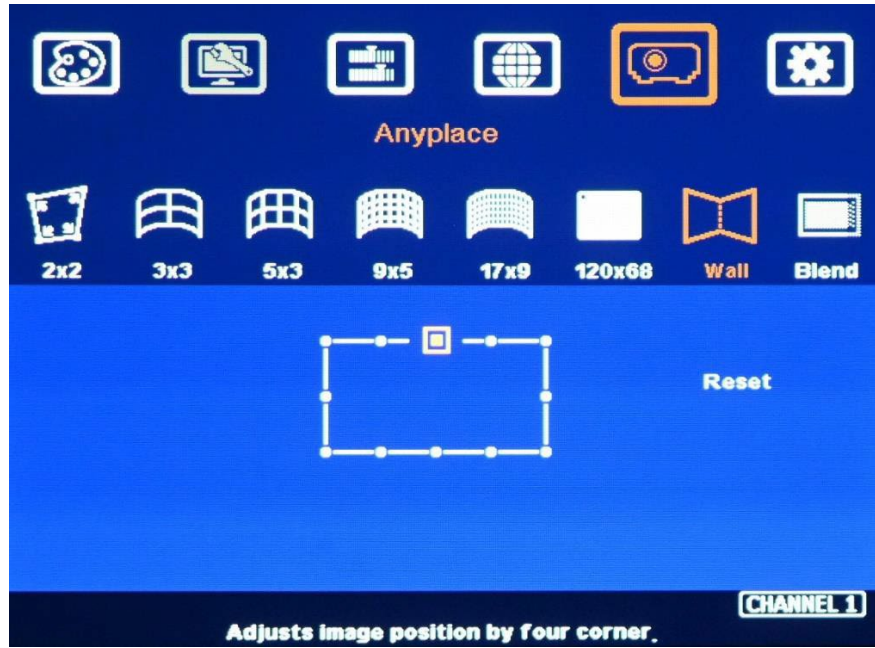 Anyplace
2x2 3x3 5x3 9x5 17x9 120x68 Wall Blend
Reset
CHANNEL 1
Adjusts image position by four corner.